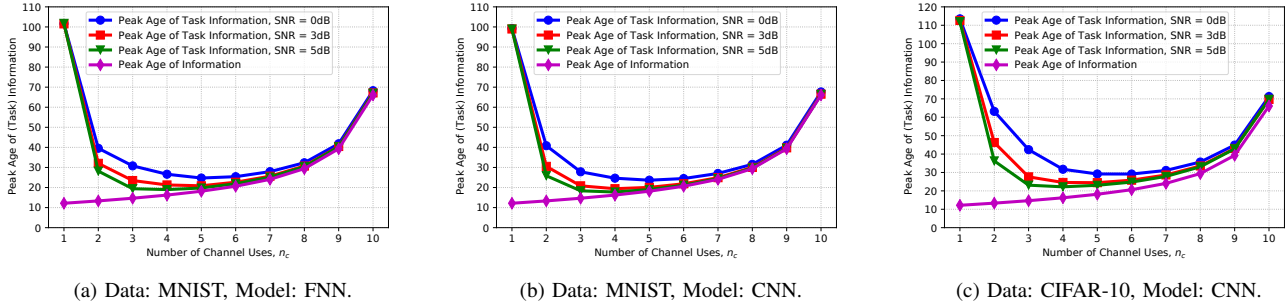 110
100
90
80
70
60
50
40
30
20
10
0
Peak Age of (Task) Information
Peak Age of Task Information, SNR = 0dB
Peak Age of Task Information, SNR = 3dB
Peak Age of Task Information, SNR = 5dB
Peak Age of Information
1 2 3 4 5 6 7 8 9 10
Number of Channel Uses, n_c
(a) Data: MNIST, Model: FNN.
110
100
90
80
70
60
50
40
30
20
10
0
Peak Age of (Task) Information
Peak Age of Task Information, SNR = 0dB
Peak Age of Task Information, SNR = 3dB
Peak Age of Task Information, SNR = 5dB
Peak Age of Information
1 2 3 4 5 6 7 8 9 10
Number of Channel Uses, n_c
(b) Data: MNIST, Model: CNN.
120
110
100
90
80
70
60
50
40
30
20
10
0
Peak Age of (Task) Information
Peak Age of Task Information, SNR = 0dB
Peak Age of Task Information, SNR = 3dB
Peak Age of Task Information, SNR = 5dB
Peak Age of Information
1 2 3 4 5 6 7 8 9 10
Number of Channel Uses, n_c
(c) Data: CIFAR-10, Model: CNN.